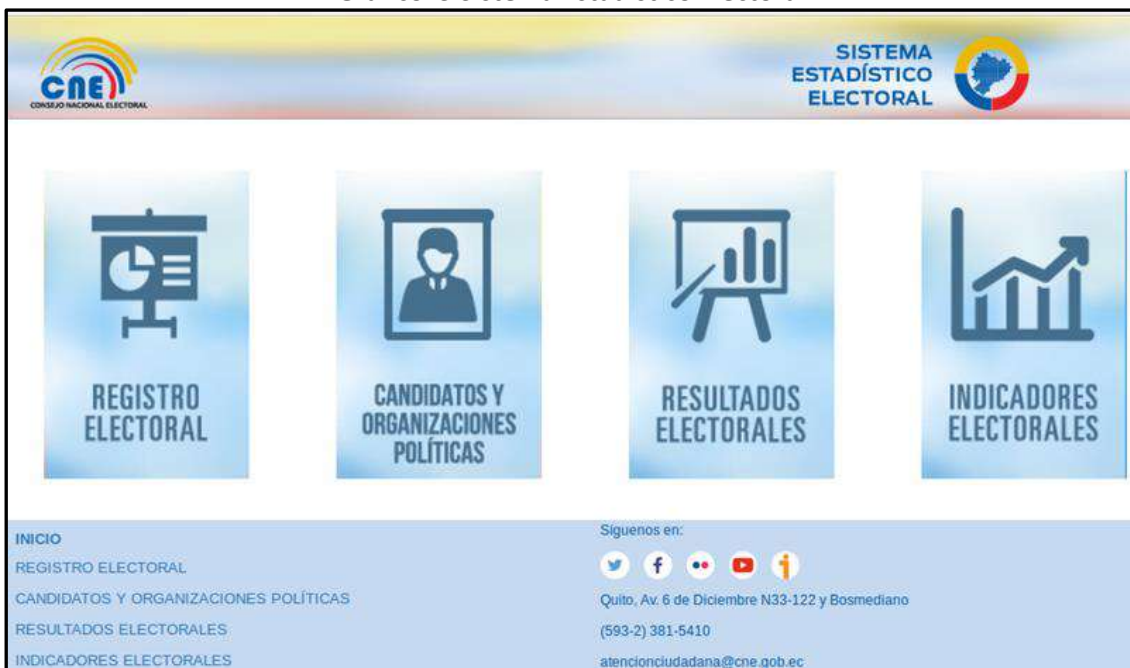 CNE
CONSEJO NACIONAL ELECTORAL
SISTEMA
ESTADÍSTICO
ELECTORAL
REGISTRO
ELECTORAL
CANDIDATOS Y
ORGANIZACIONES
POLÍTICAS
RESULTADOS
ELECTORALES
INDICADORES
ELECTORALES
INICIO
REGISTRO ELECTORAL
CANDIDATOS Y ORGANIZACIONES POLÍTICAS
RESULTADOS ELECTORALES
INDICADORES ELECTORALES
Síguenos en:
Quito, Av. 6 de Diciembre N33-122 y Bosmediano
(593-2) 381-5410
atencionciudadana@cne.gob.ec